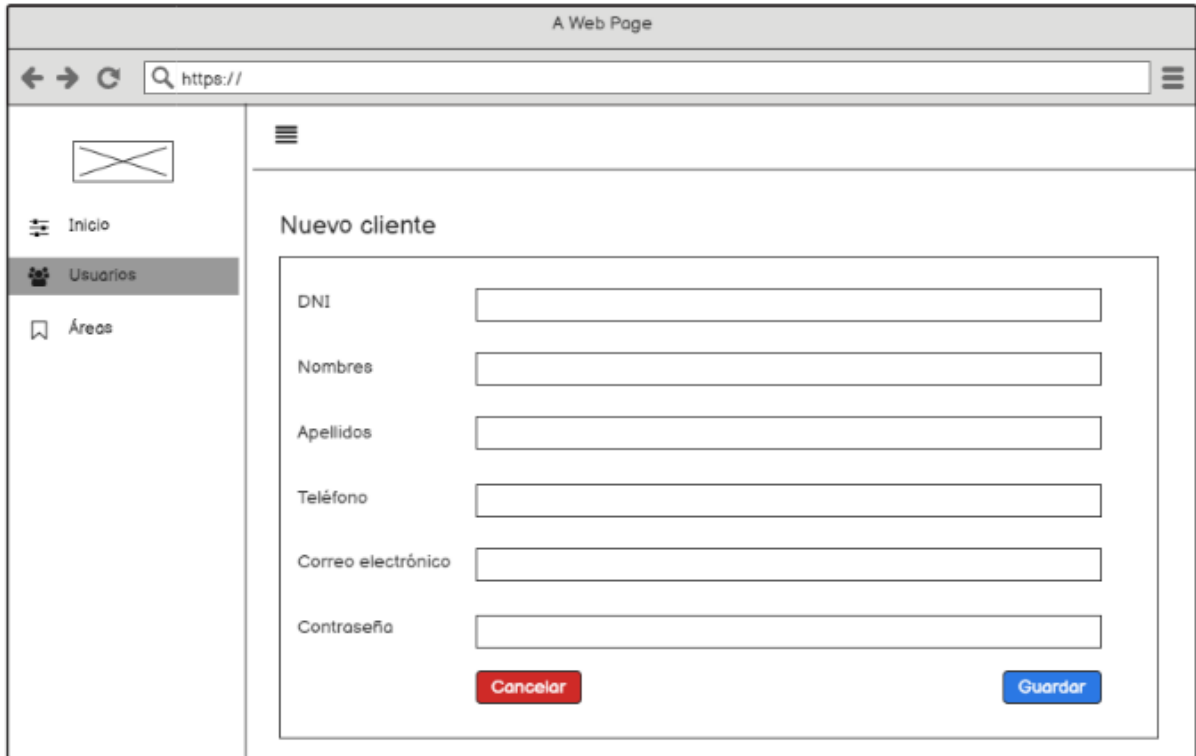 A Web Page
https://
Inicio
Usuarios
Áreas
Nuevo cliente
DNI
Nombres
Apellidos
Teléfono
Correo electrónico
Contraseña
Cancelar Guardar